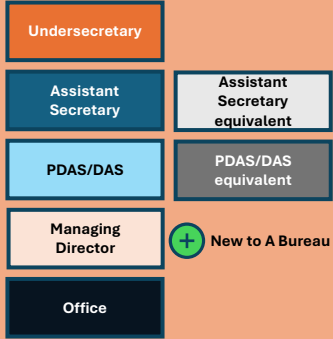 Undersecretary
Assistant
Secretary
Assistant
Secretary
equivalent
PDAS/DAS
PDAS/DAS
equivalent
Managing
Director
+ New to A Bureau
Office